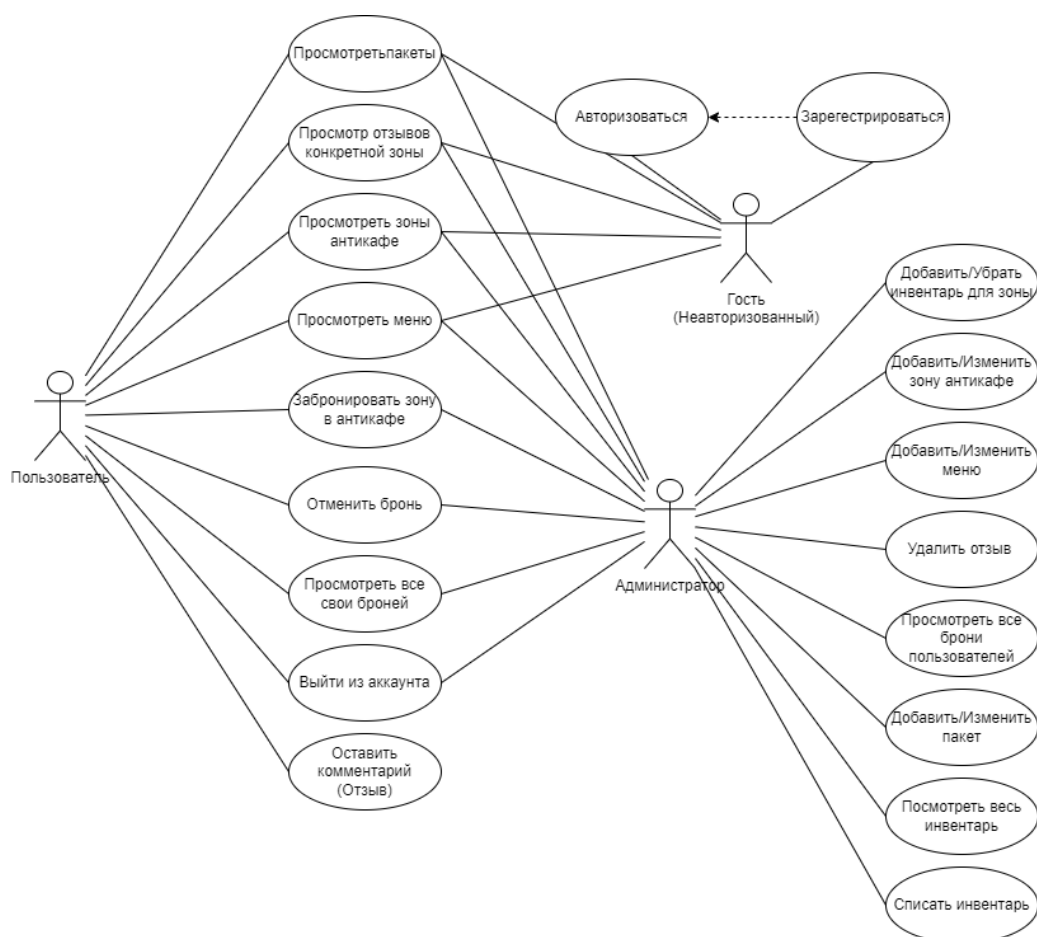 Просмотретьпакеты
Авторизоваться
Зарегестрироваться
Просмотр отзывов
конкретной зоны
Просмотреть зоны
антикафе
Гость
(Неавторизованный)
Добавить/Убрать
инвентарь для зоны
Просмотреть меню
Добавить/Изменить
зону антикафе
Забронировать зону
в антикафе
Пользователь
Добавить/Изменить
меню
Отменить бронь
Удалить отзыв
Просмотреть все
свои броней
Администратор
Просмотреть все
брони
пользователей
Выйти из аккаунта
Добавить/Изменить
пакет
Оставить
комментарий
(Отзыв)
Посмотреть весь
инвентарь
Списать инвентарь